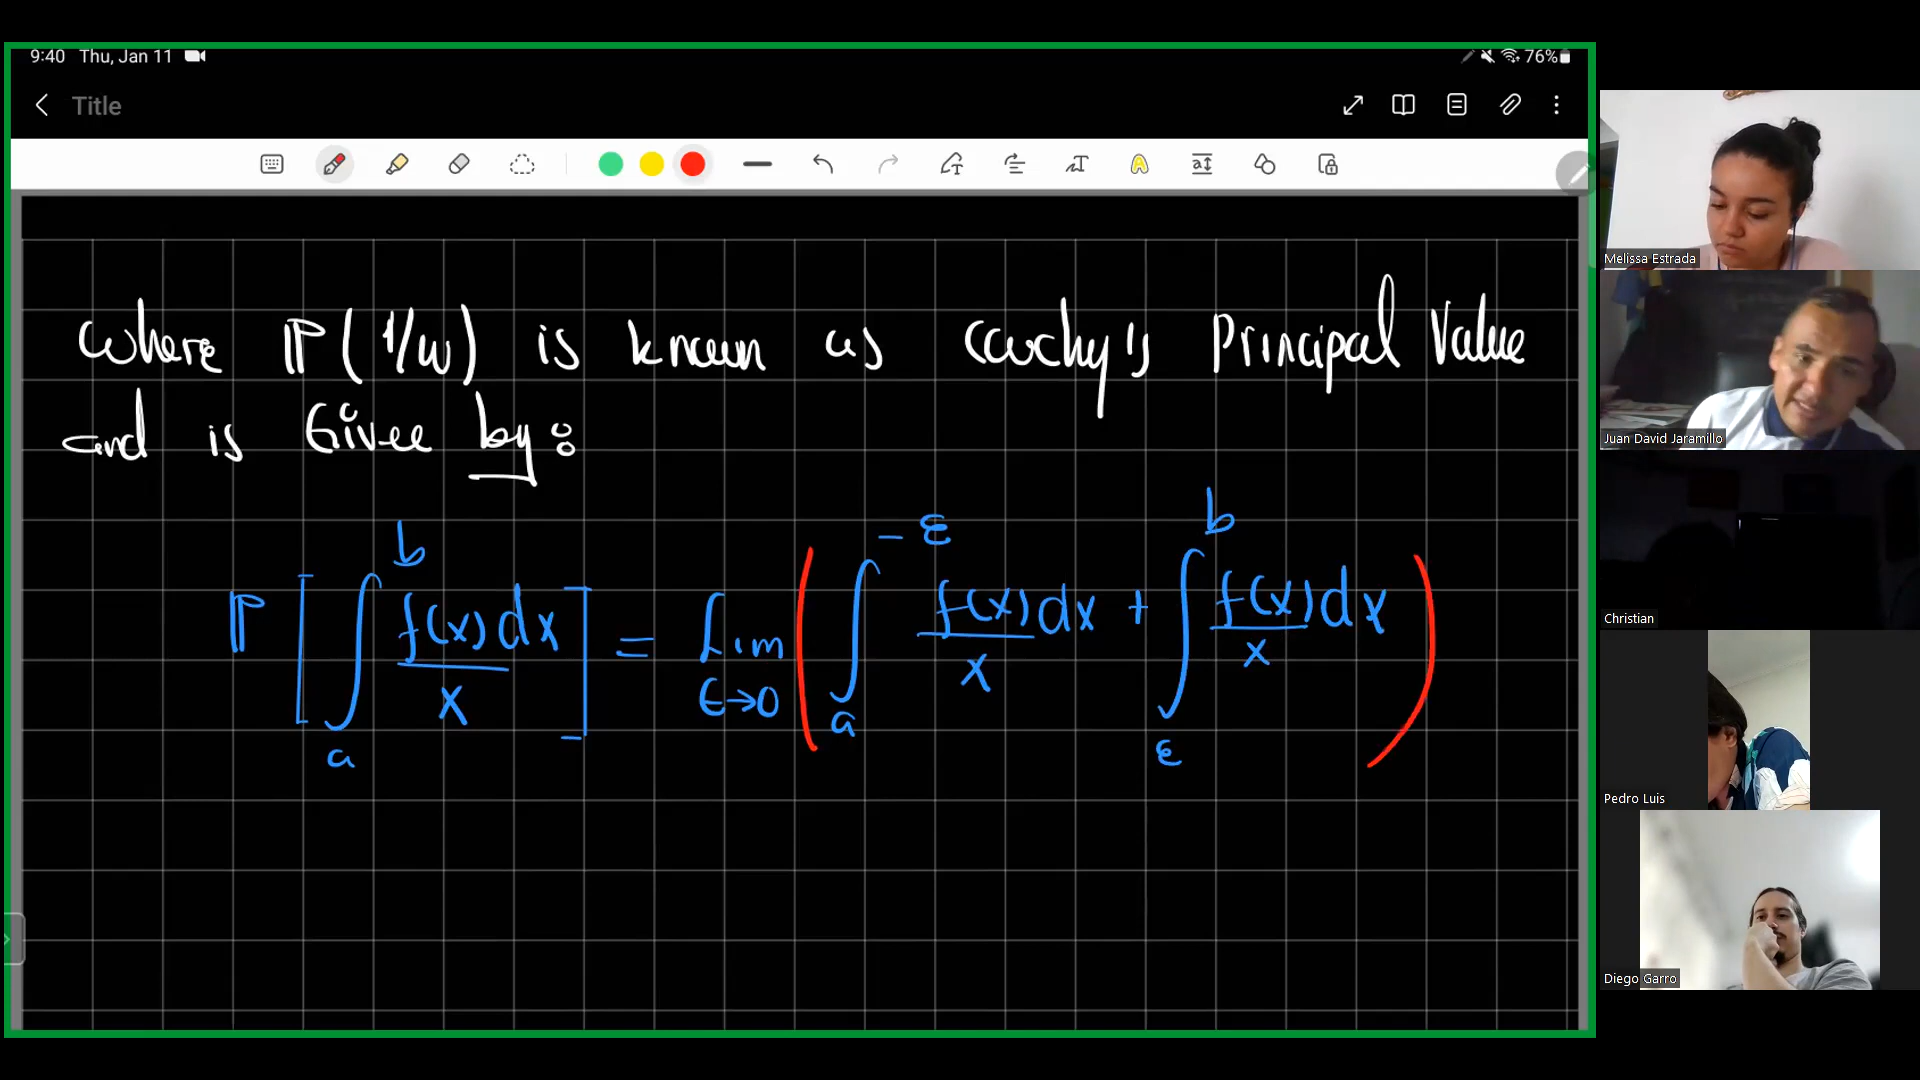 9:40 Thu, Jan 11 76%
Title
Where ℙ(1/w) is known as Cauchy's Principal Value
and is Givee by:
ℙ [ ∫_a^b f(x)dx/x ] = Lim_{ε→0} ( ∫_a^{-ε} f(x)/x dx + ∫_ε^b f(x)/x dx )
Melissa Estrada
Juan David Jaramillo
Christian
Pedro Luis
Diego Garro